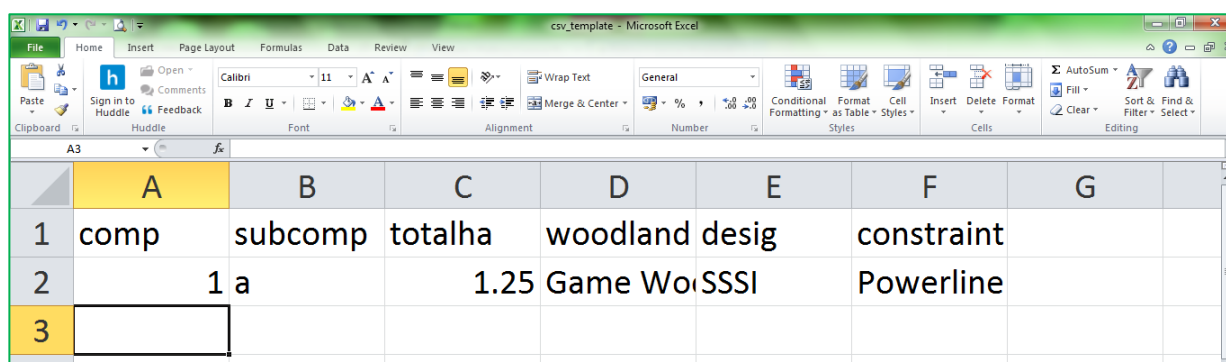 csv_template - Microsoft Excel
File Home Insert Page Layout Formulas Data Review View
Paste
Clipboard
h
Sign in to Huddle
Open
Comments
Feedback
Huddle
Calibri 11 A A
B I U A
Font
Wrap Text
Merge & Center
Alignment
General
% , .0 .00 .00 .0
Number
Conditional Formatting
Format as Table
Cell Styles
Styles
Insert Delete Format
Cells
Σ AutoSum
Fill
Clear
Sort & Filter
Find & Select
Editing
A3 fx
A B C D E F G
1 comp subcomp totalha woodland desig constraint
2 1 a 1.25 Game Wo SSSI Powerline
3